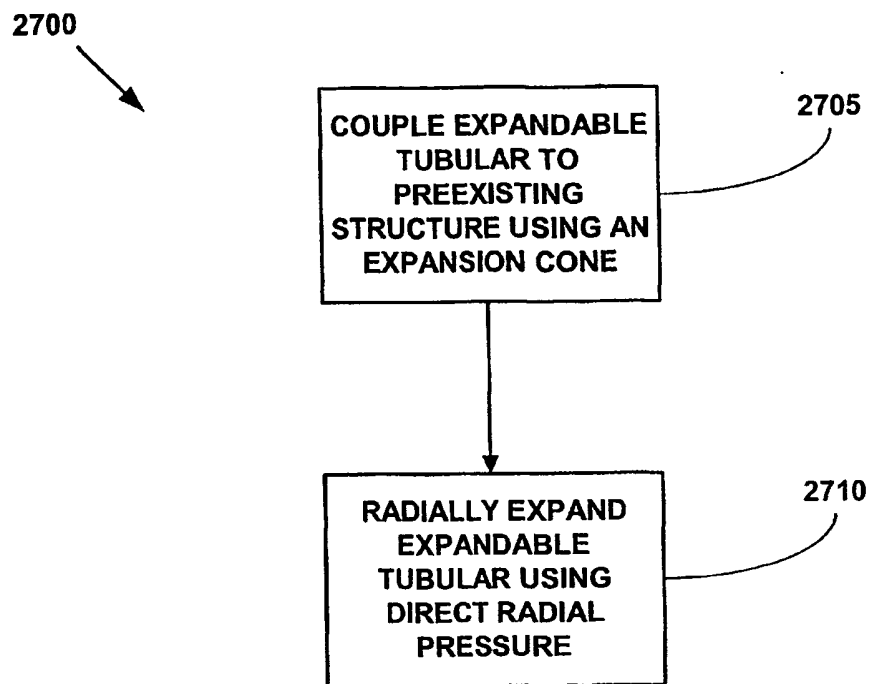 2700
COUPLE EXPANDABLE
TUBULAR TO
PREEXISTING
STRUCTURE USING AN
EXPANSION CONE
2705
RADIALLY EXPAND
EXPANDABLE
TUBULAR USING
DIRECT RADIAL
PRESSURE
2710